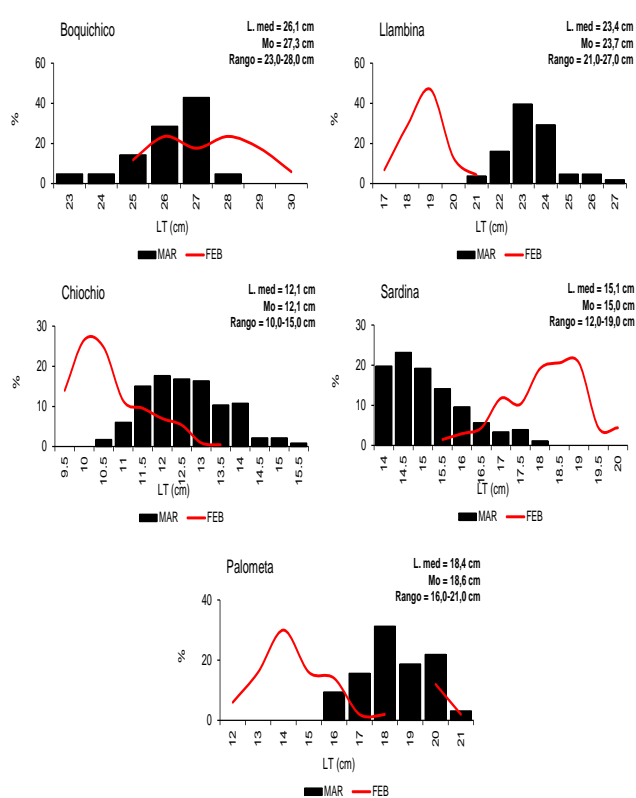 Boquichico
L. med = 26,1 cm
Mo = 27,3 cm
Rango = 23,0-28,0 cm
60
40
20
0
%
23 24 25 26 27 28 29 30
LT (cm)
MAR FEB
Llambina
L. med = 23,4 cm
Mo = 23,7 cm
Rango = 21,0-27,0 cm
60
40
20
0
%
17 18 19 20 21 22 23 24 25 26 27
LT (cm)
MAR FEB
Chiochio
L. med = 12,1 cm
Mo = 12,1 cm
Rango = 10,0-15,0 cm
30
20
10
0
%
9.5 10 10.5 11 11.5 12 12.5 13 13.5 14 14.5 15 15.5
LT (cm)
MAR FEB
Sardina
L. med = 15,1 cm
Mo = 15,0 cm
Rango = 12,0-19,0 cm
30
20
10
0
%
14 14.5 15 15.5 16 16.5 17 17.5 18 18.5 19 19.5 20
LT (cm)
MAR FEB
Palometa
L. med = 18,4 cm
Mo = 18,6 cm
Rango = 16,0-21,0 cm
40
20
0
%
12 13 14 15 16 17 18 19 20 21
LT (cm)
MAR FEB